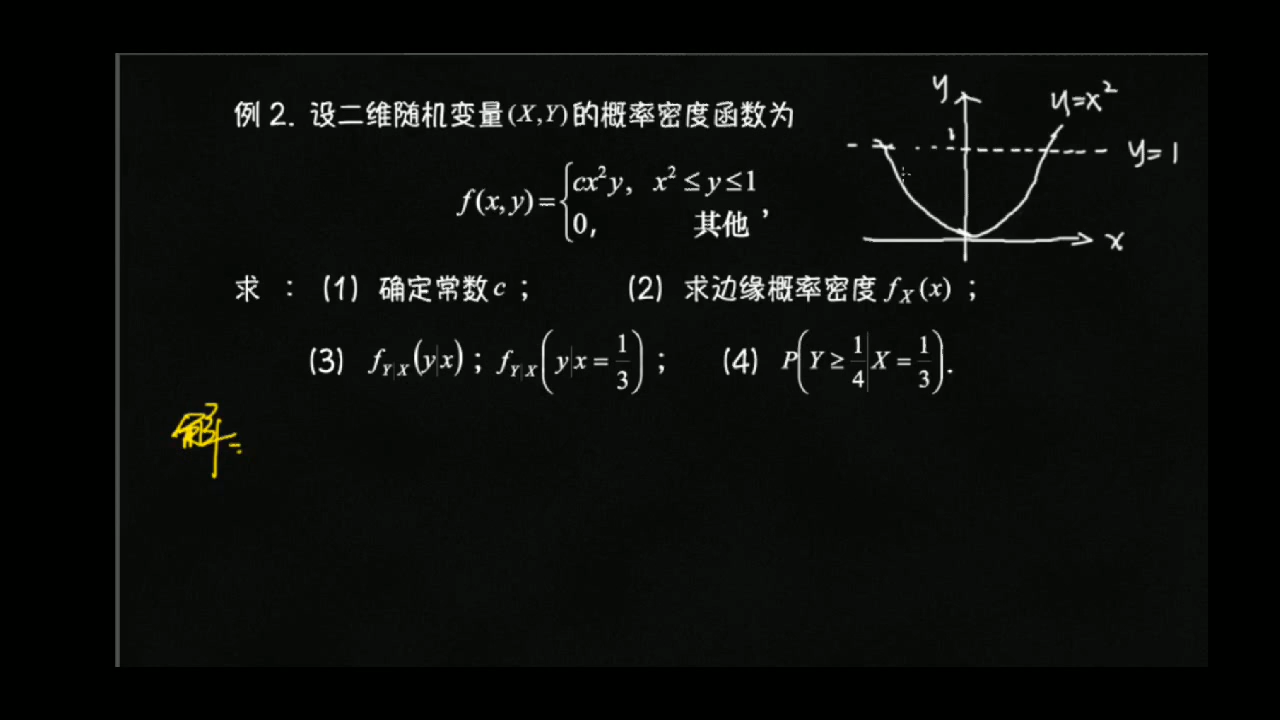 例 2. 设二维随机变量(X,Y)的概率密度函数为
f(x,y)={cx²y, x²≤y≤1
0, 其他 ,
求 : (1) 确定常数c ; (2) 求边缘概率密度 f_X(x) ;
(3) f_{Y|X}(y|x) ; f_{Y|X}(y|x=1/3) ; (4) P(Y≥1/4|X=1/3).
y
y=x²
1
y=1
x
解: